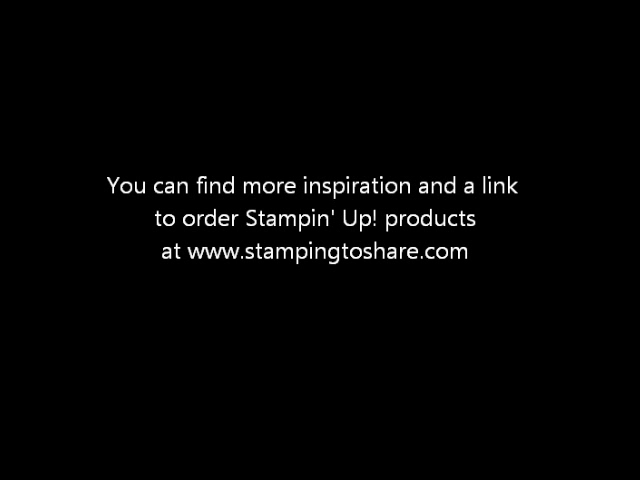 You can find more inspiration and a link
to order Stampin' Up! products
at www.stampingtoshare.com